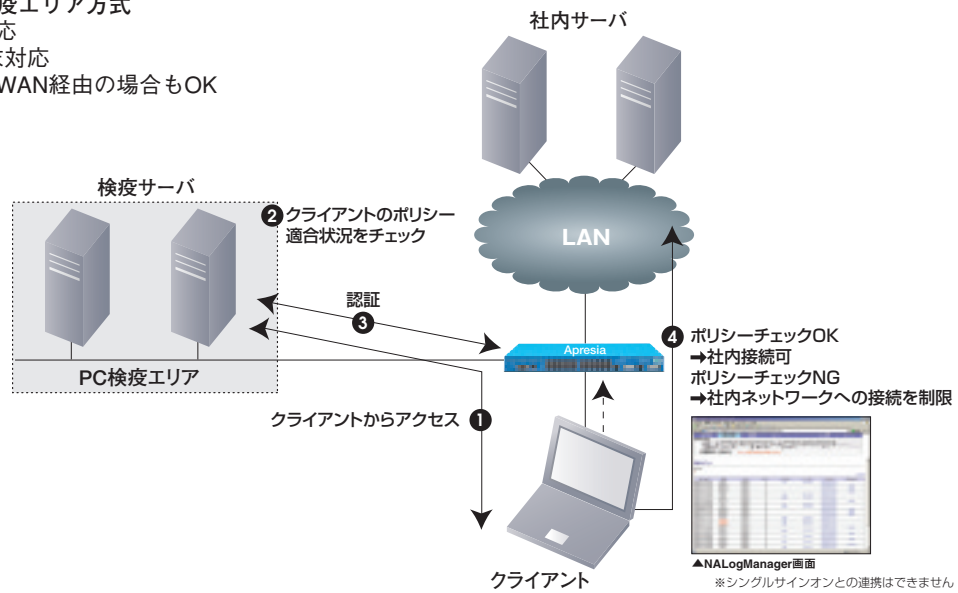 疫エリア方式
応
対応
WAN経由の場合もOK
社内サーバ
検疫サーバ
❷クライアントのポリシー
適合状況をチェック
LAN
認証
❸
Apresia
PC検疫エリア
❹ポリシーチェックOK
➡社内接続可
ポリシーチェックNG
➡社内ネットワークへの接続を制限
クライアントからアクセス❶
▲NALogManager画面
※シングルサインオンとの連携はできません
クライアント